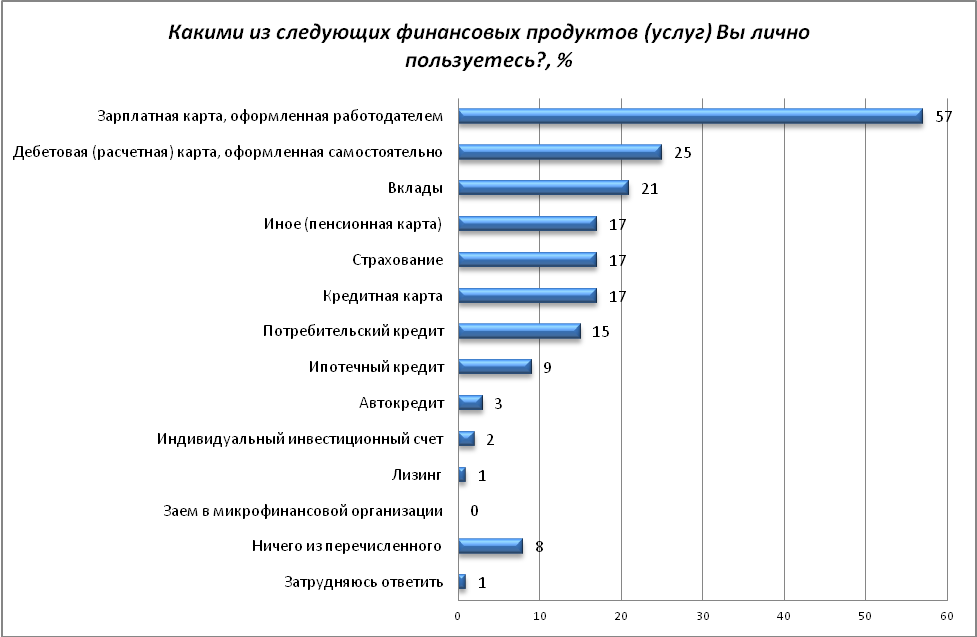 Какими из следующих финансовых продуктов (услуг) Вы лично
пользуетесь?, %
Зарплатная карта, оформленная работодателем 57
Дебетовая (расчетная) карта, оформленная самостоятельно 25
Вклады 21
Иное (пенсионная карта) 17
Страхование 17
Кредитная карта 17
Потребительский кредит 15
Ипотечный кредит 9
Автокредит 3
Индивидуальный инвестиционный счет 2
Лизинг 1
Заем в микрофинансовой организации 0
Ничего из перечисленного 8
Затрудняюсь ответить 1
0 10 20 30 40 50 60